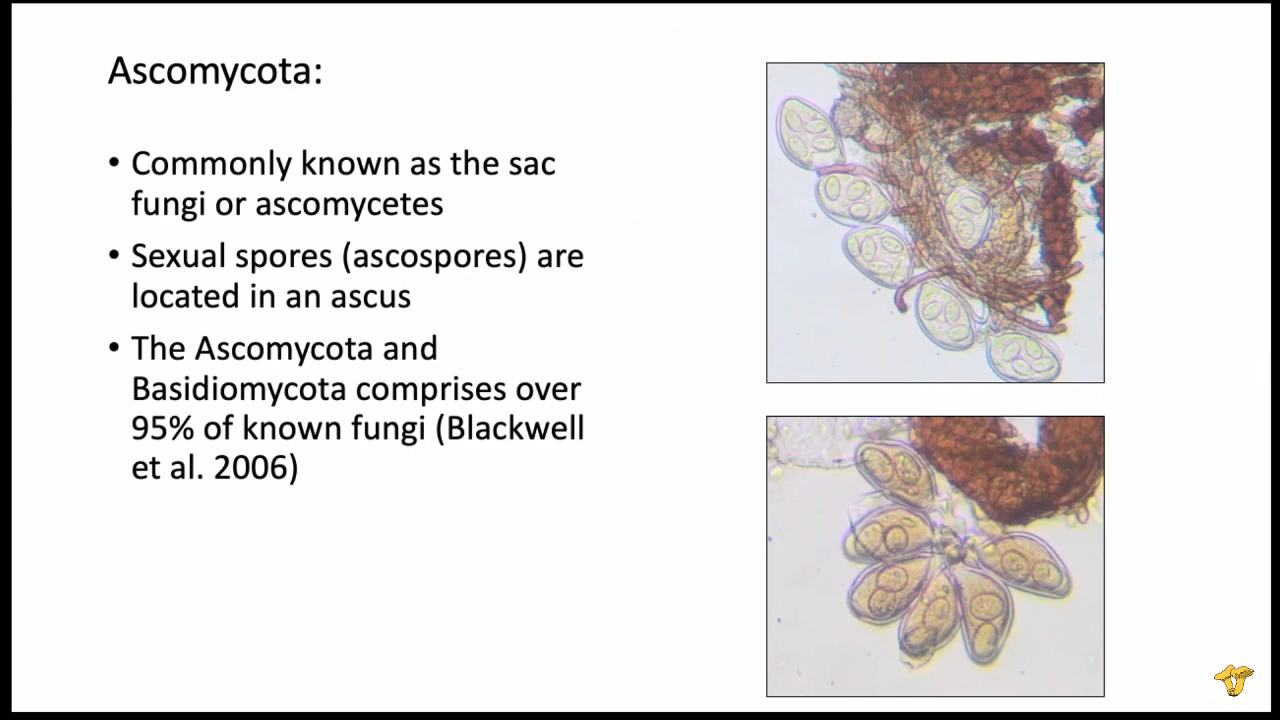 Ascomycota:
• Commonly known as the sac
fungi or ascomycetes
• Sexual spores (ascospores) are
located in an ascus
• The Ascomycota and
Basidiomycota comprises over
95% of known fungi (Blackwell
et al. 2006)